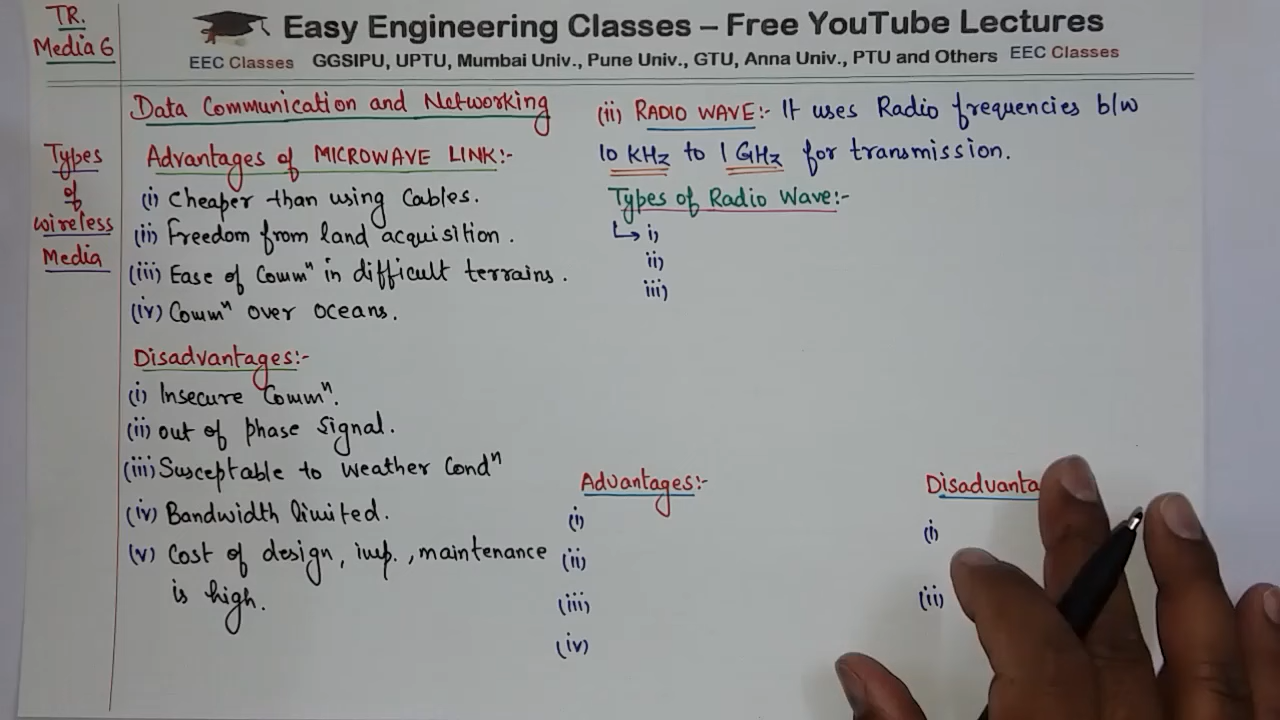 TR.
Media 6
Easy Engineering Classes – Free YouTube Lectures
EEC Classes GGSIPU, UPTU, Mumbai Univ., Pune Univ., GTU, Anna Univ., PTU and Others EEC Classes
Types
of
wireless
Media
Data Communication and Networking
Advantages of MICROWAVE LINK:-
(i) Cheaper than using Cables.
(ii) Freedom from land acquisition.
(iii) Ease of Commⁿ in difficult terrains.
(iv) Commⁿ over oceans.
Disadvantages:-
(i) Insecure Commⁿ.
(ii) out of phase signal.
(iii) Susceptable to weather Condⁿ
(iv) Bandwidth limited.
(v) Cost of design, imp., maintenance
is high.
(ii) RADIO WAVE:- It uses Radio frequencies b/w
10 KHz to 1 GHz for transmission.
Types of Radio Wave:-
↳ i)
ii)
iii)
Advantages:-
(i)
(ii)
(iii)
(iv)
Disadvanta
(i)
(ii)